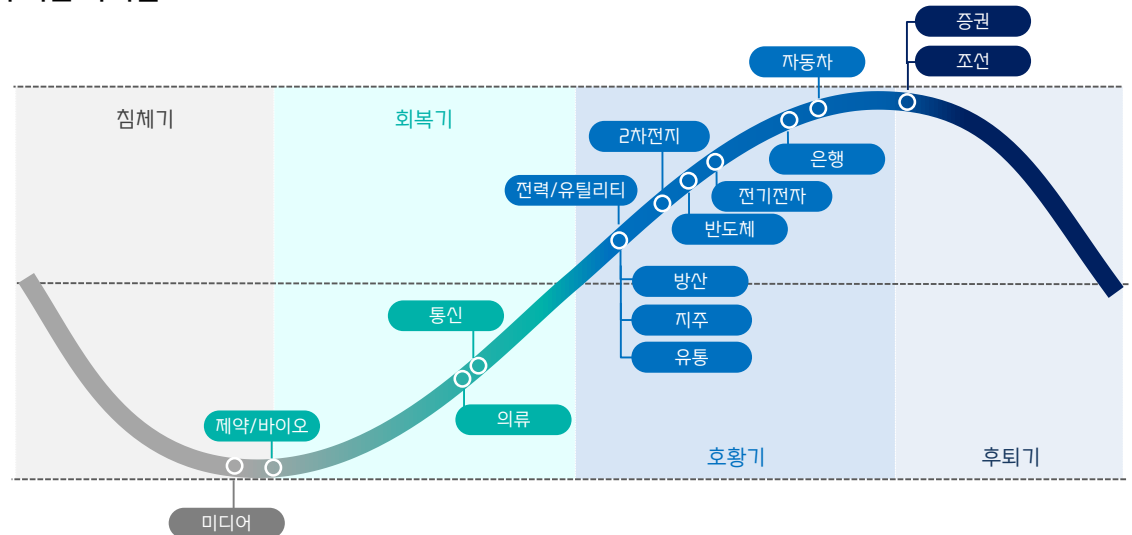 증권
조선
자동차
침체기
회복기
2차전지
은행
전력/유틸리티
전기전자
반도체
방산
지주
유통
통신
의류
제약/바이오
호황기
후퇴기
미디어